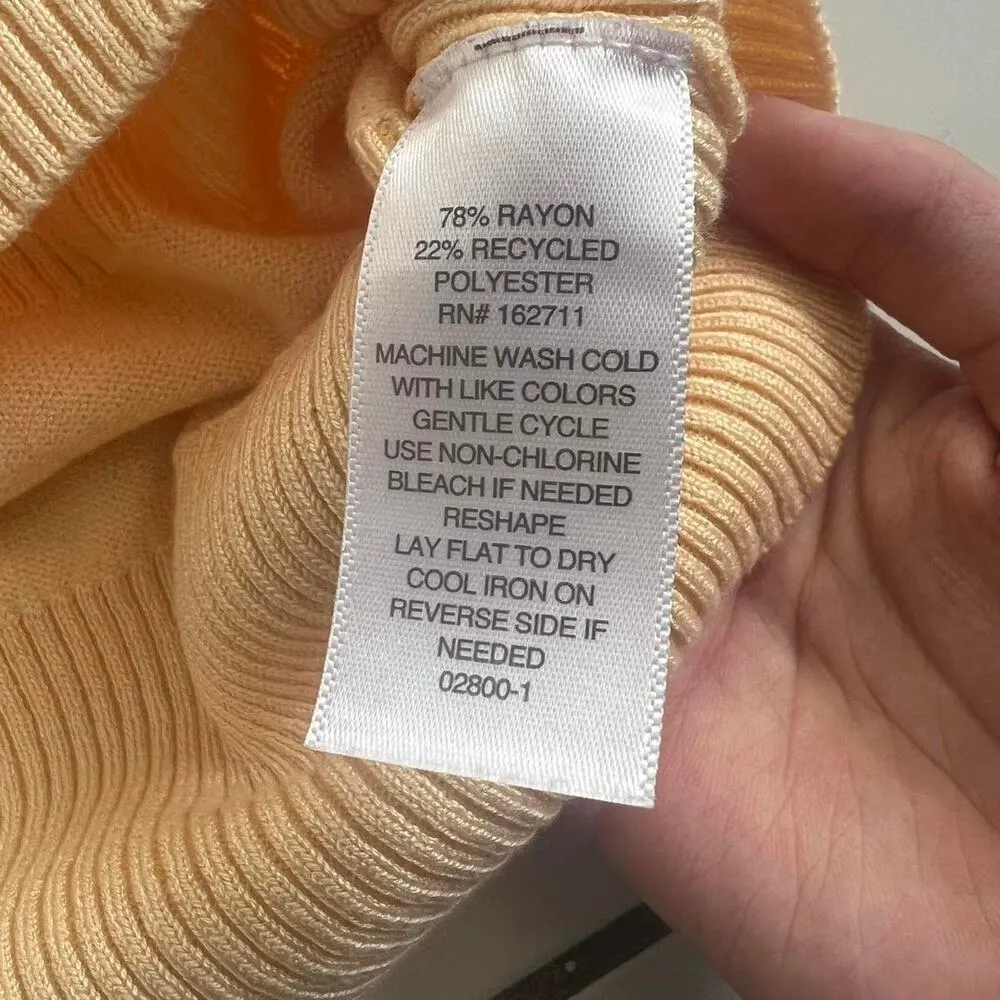 78% RAYON
22% RECYCLED
POLYESTER
RN# 162711
MACHINE WASH COLD
WITH LIKE COLORS
GENTLE CYCLE
USE NON-CHLORINE
BLEACH IF NEEDED
RESHAPE
LAY FLAT TO DRY
COOL IRON ON
REVERSE SIDE IF
NEEDED
02800-1